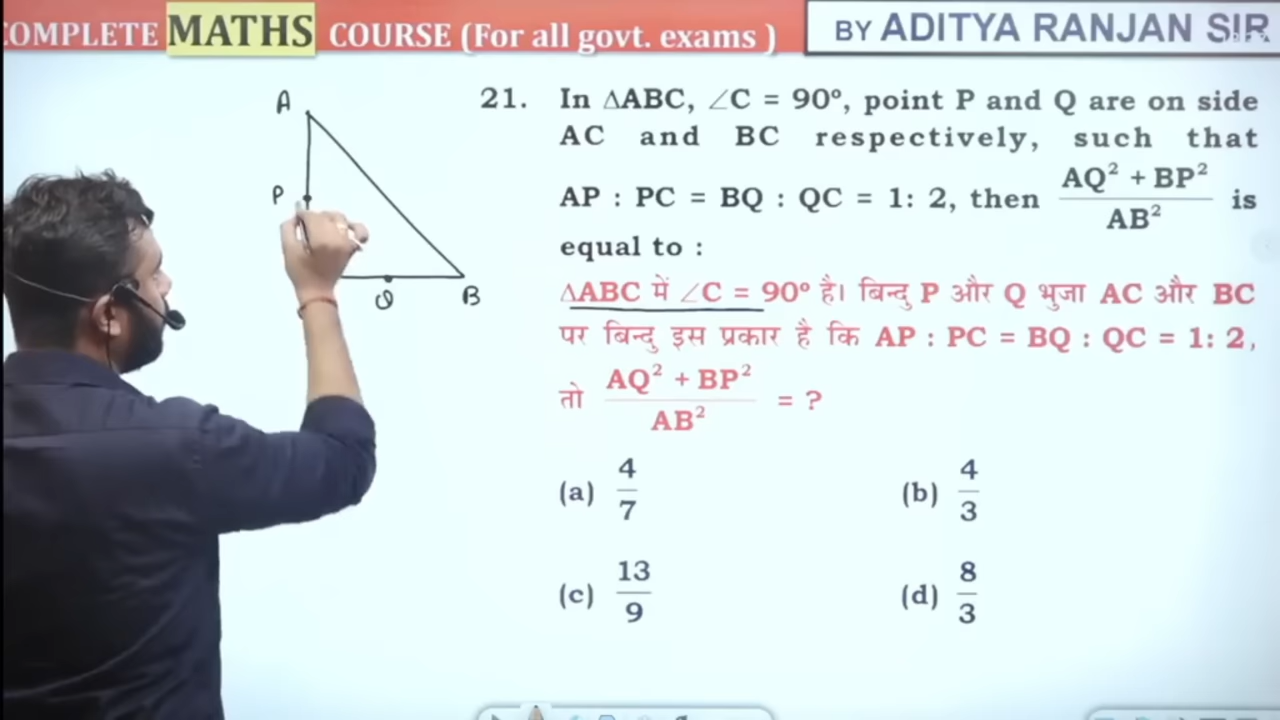 COMPLETE MATHS COURSE (For all govt. exams )
BY ADITYA RANJAN SIR
A
P
Q
B
21. In ΔABC, ∠C = 90º, point P and Q are on side
AC and BC respectively, such that
AP : PC = BQ : QC = 1: 2, then (AQ² + BP²)/AB² is
equal to :
ΔABC में ∠C = 90º है। बिन्दु P और Q भुजा AC और BC
पर बिन्दु इस प्रकार है कि AP : PC = BQ : QC = 1: 2,
तो (AQ² + BP²)/AB² = ?
(a) 4/7 (b) 4/3
(c) 13/9 (d) 8/3